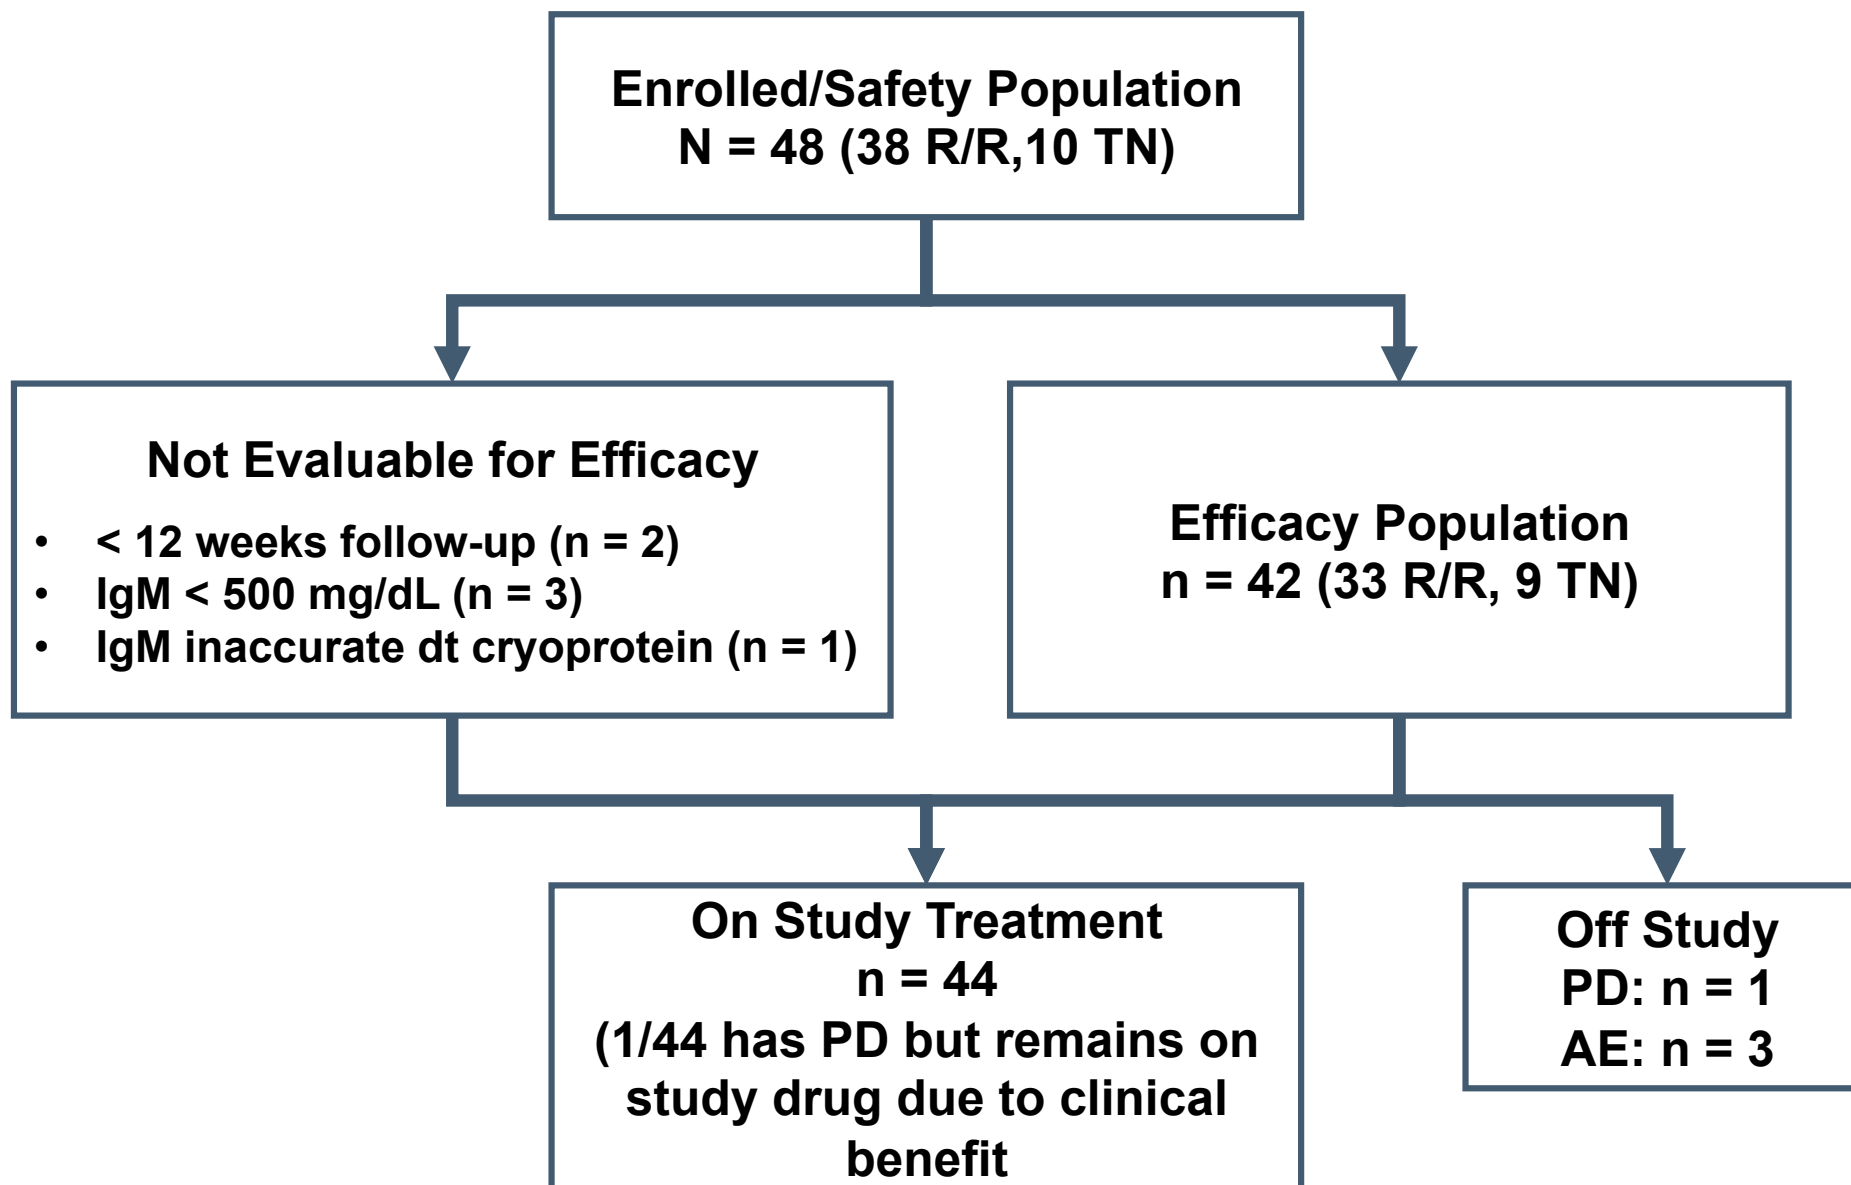 Enrolled/Safety Population
N = 48 (38 R/R,10 TN)
Not Evaluable for Efficacy
• < 12 weeks follow-up (n = 2)
• IgM < 500 mg/dL (n = 3)
• IgM inaccurate dt cryoprotein (n = 1)
Efficacy Population
n = 42 (33 R/R, 9 TN)
On Study Treatment
n = 44
(1/44 has PD but remains on
study drug due to clinical
benefit
Off Study
PD: n = 1
AE: n = 3